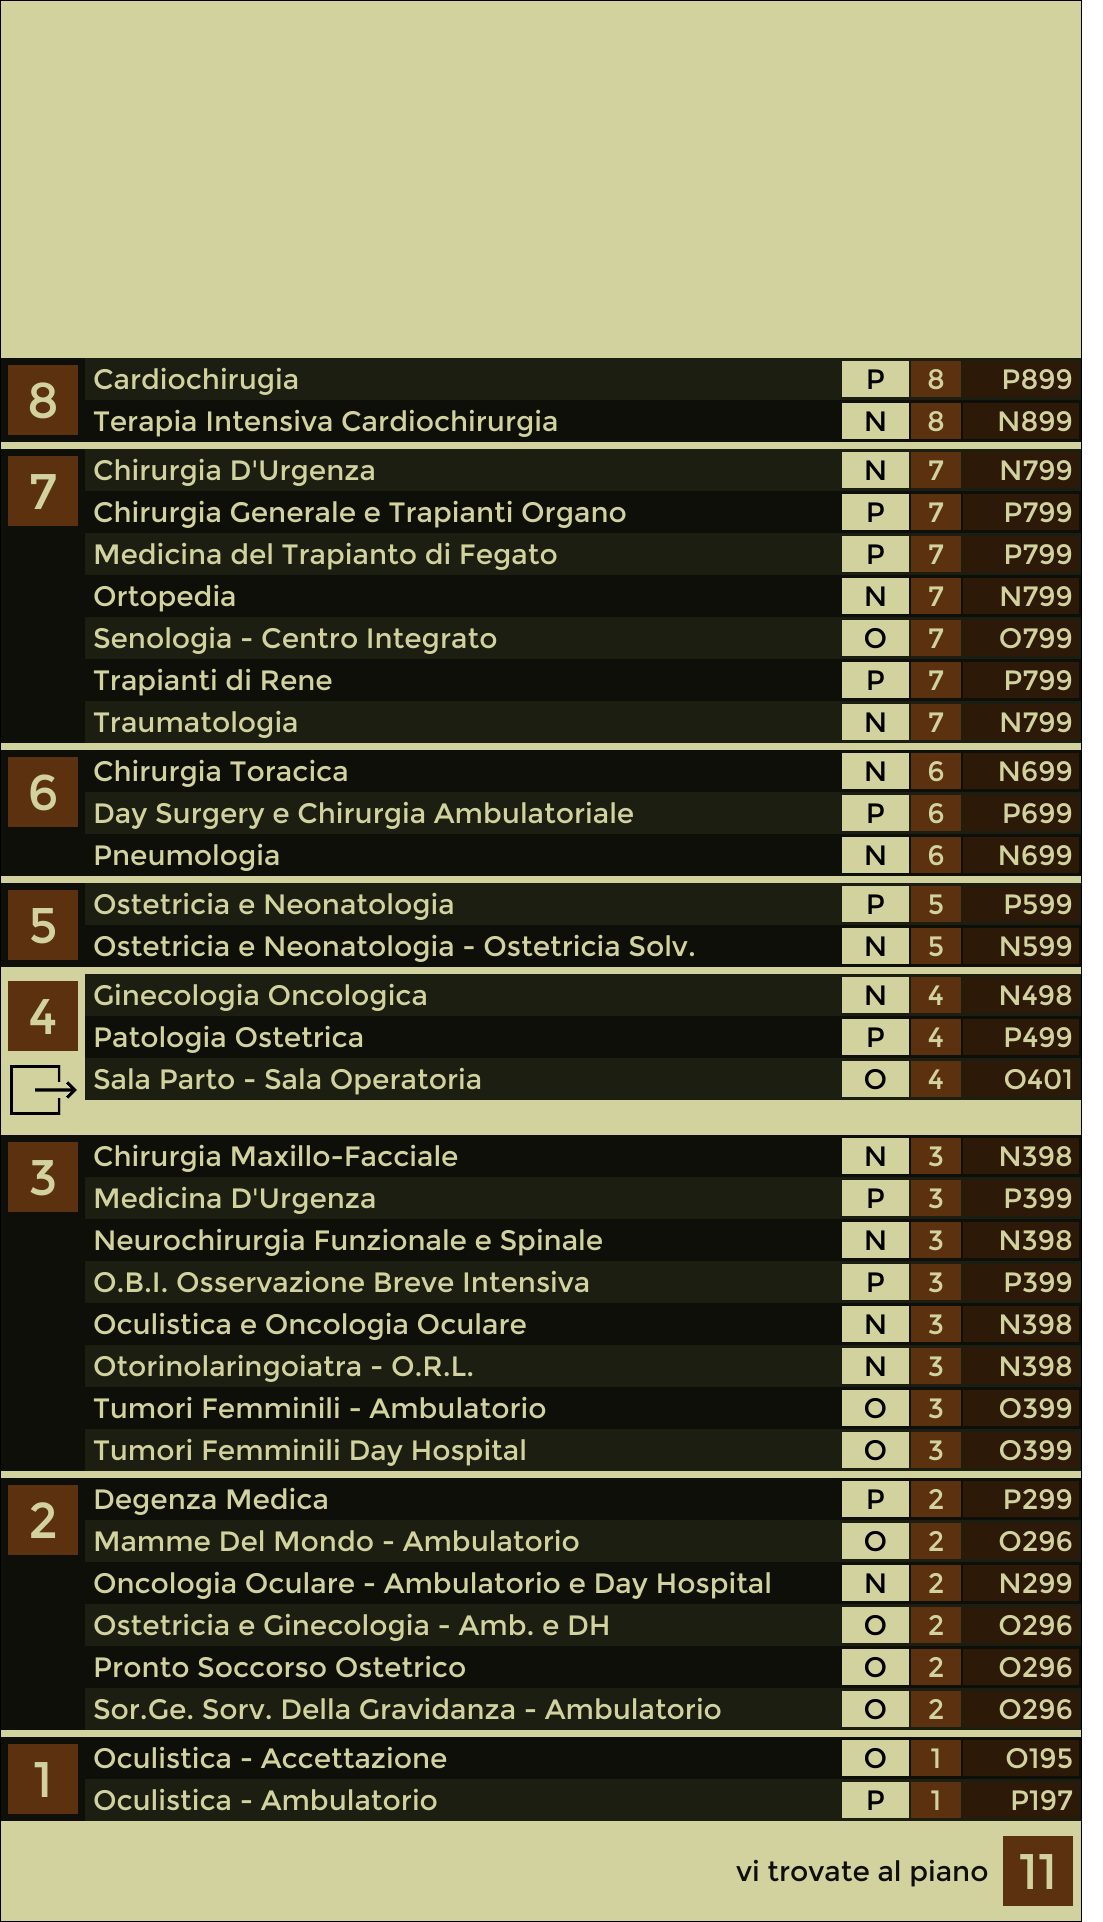 8 Cardiochirugia P 8 P899
Terapia Intensiva Cardiochirurgia N 8 N899
7 Chirurgia D'Urgenza N 7 N799
Chirurgia Generale e Trapianti Organo P 7 P799
Medicina del Trapianto di Fegato P 7 P799
Ortopedia N 7 N799
Senologia - Centro Integrato O 7 O799
Trapianti di Rene P 7 P799
Traumatologia N 7 N799
6 Chirurgia Toracica N 6 N699
Day Surgery e Chirurgia Ambulatoriale P 6 P699
Pneumologia N 6 N699
5 Ostetricia e Neonatologia P 5 P599
Ostetricia e Neonatologia - Ostetricia Solv. N 5 N599
4 Ginecologia Oncologica N 4 N498
Patologia Ostetrica P 4 P499
Sala Parto - Sala Operatoria O 4 O401
3 Chirurgia Maxillo-Facciale N 3 N398
Medicina D'Urgenza P 3 P399
Neurochirurgia Funzionale e Spinale N 3 N398
O.B.I. Osservazione Breve Intensiva P 3 P399
Oculistica e Oncologia Oculare N 3 N398
Otorinolaringoiatra - O.R.L. N 3 N398
Tumori Femminili - Ambulatorio O 3 O399
Tumori Femminili Day Hospital O 3 O399
2 Degenza Medica P 2 P299
Mamme Del Mondo - Ambulatorio O 2 O296
Oncologia Oculare - Ambulatorio e Day Hospital N 2 N299
Ostetricia e Ginecologia - Amb. e DH O 2 O296
Pronto Soccorso Ostetrico O 2 O296
Sor.Ge. Sorv. Della Gravidanza - Ambulatorio O 2 O296
1 Oculistica - Accettazione O 1 O195
Oculistica - Ambulatorio P 1 P197
vi trovate al piano 11